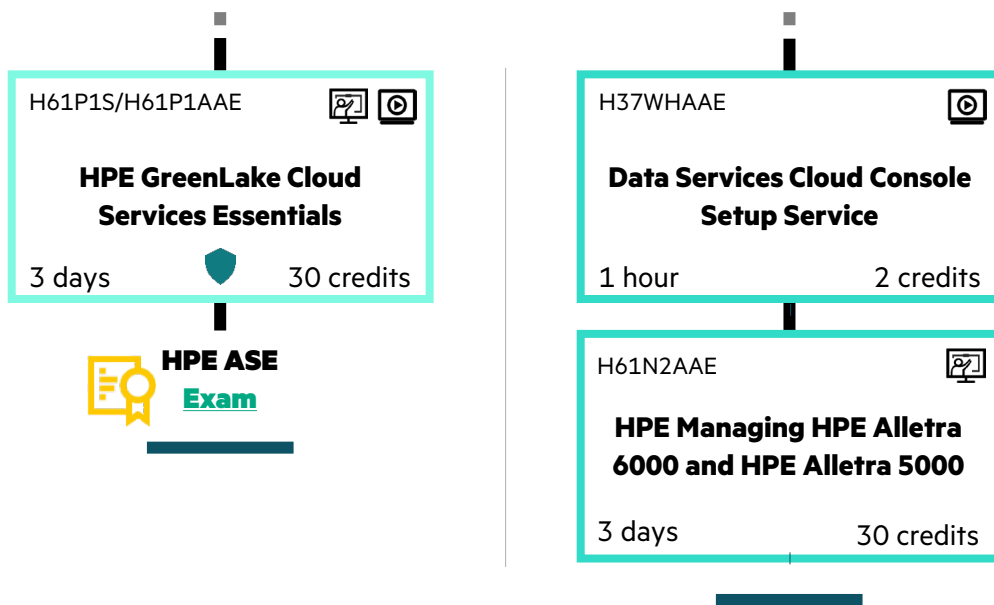 H61P1S/H61P1AAE
HPE GreenLake Cloud
Services Essentials
3 days
30 credits
HPE ASE
Exam
H37WHAAE
Data Services Cloud Console
Setup Service
1 hour
2 credits
H61N2AAE
HPE Managing HPE Alletra
6000 and HPE Alletra 5000
3 days
30 credits